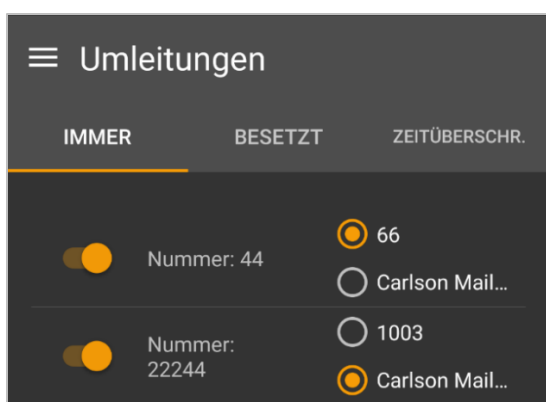 Umleitungen
IMMER BESETZT ZEITÜBERSCHR.
66
Nummer: 44
Carlson Mail...
1003
Nummer:
22244
Carlson Mail...